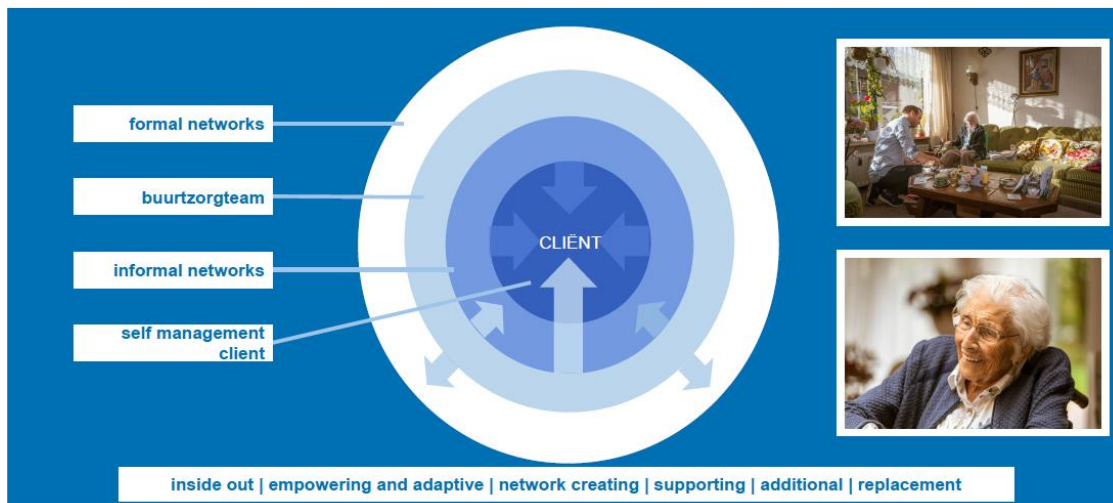 formal networks
buurtzorgteam
informal networks
self management
client
CLIËNT
inside out | empowering and adaptive | network creating | supporting | additional | replacement